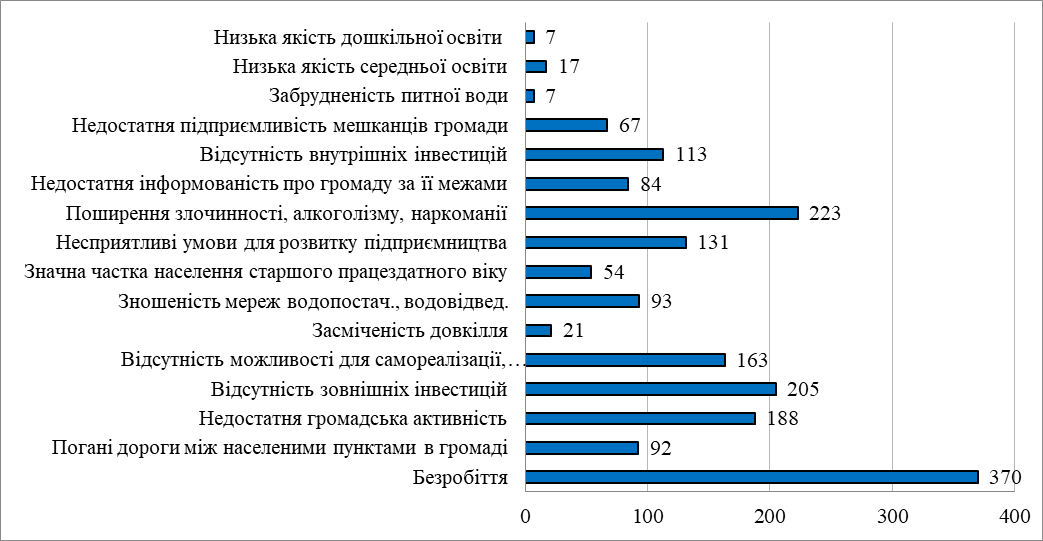 Низька якість дошкільної освіти 7
Низька якість середньої освіти 17
Забрудненість питної води 7
Недостатня підприємливість мешканців громади 67
Відсутність внутрішніх інвестицій 113
Недостатня інформованість про громаду за її межами 84
Поширення злочинності, алкоголізму, наркоманії 223
Несприятливі умови для розвитку підприємництва 131
Значна частка населення старшого працездатного віку 54
Зношеність мереж водопостач., водовідвед. 93
Засміченість довкілля 21
Відсутність можливості для самореалізації,… 163
Відсутність зовнішніх інвестицій 205
Недостатня громадська активність 188
Погані дороги між населеними пунктами в громаді 92
Безробіття 370
0 100 200 300 400